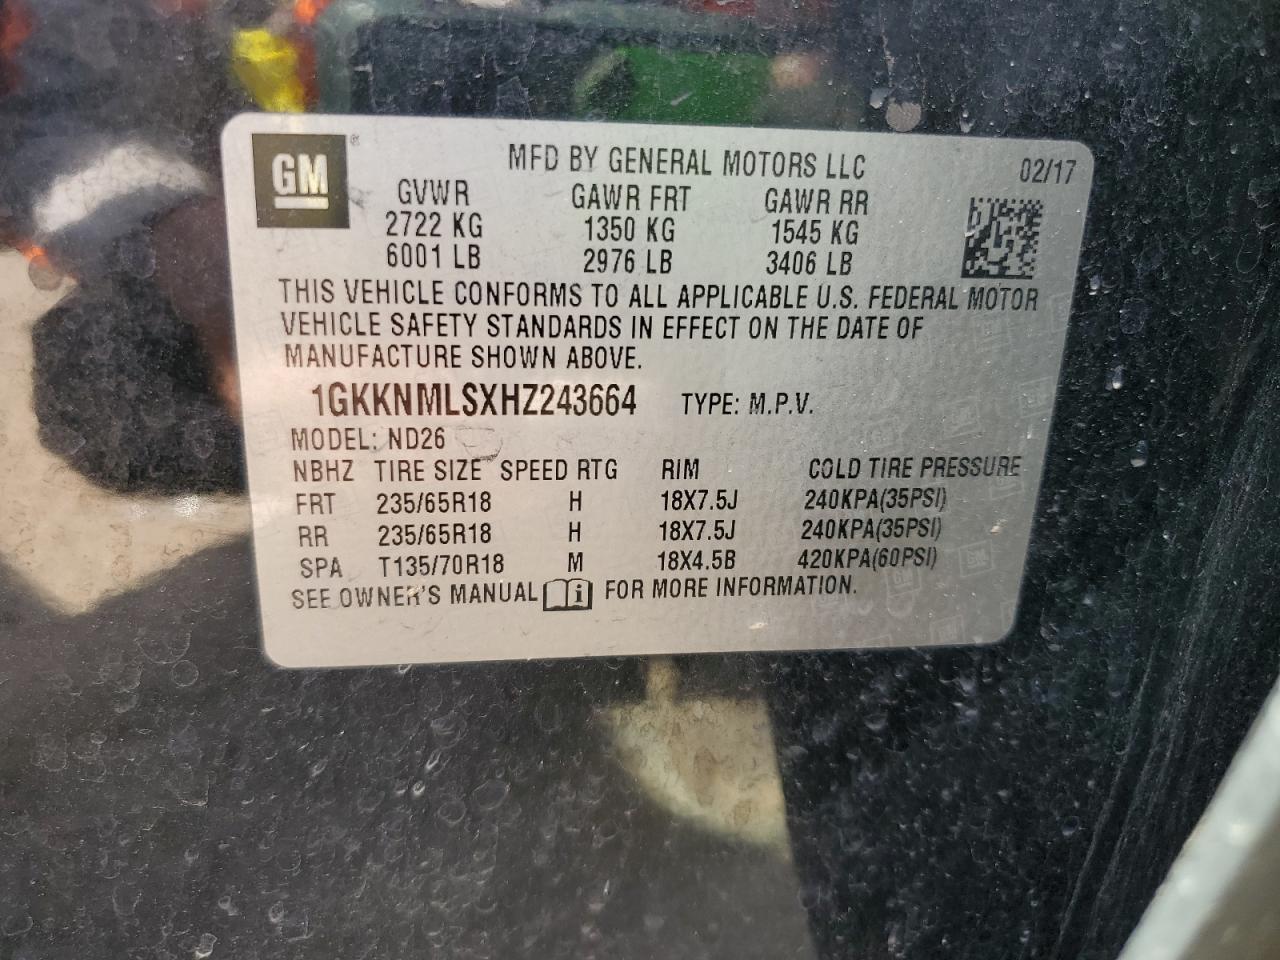 GM®
MFD BY GENERAL MOTORS LLC
02/17
GVWR GAWR FRT GAWR RR
2722 KG 1350 KG 1545 KG
6001 LB 2976 LB 3406 LB
THIS VEHICLE CONFORMS TO ALL APPLICABLE U.S. FEDERAL MOTOR
VEHICLE SAFETY STANDARDS IN EFFECT ON THE DATE OF
MANUFACTURE SHOWN ABOVE.
1GKKNMLSXHZ243664 TYPE: M.P.V.
MODEL: ND26
NBHZ TIRE SIZE SPEED RTG RIM COLD TIRE PRESSURE
FRT 235/65R18 H 18X7.5J 240KPA(35PSI)
RR 235/65R18 H 18X7.5J 240KPA(35PSI)
SPA T135/70R18 M 18X4.5B 420KPA(60PSI)
SEE OWNER'S MANUAL i FOR MORE INFORMATION.